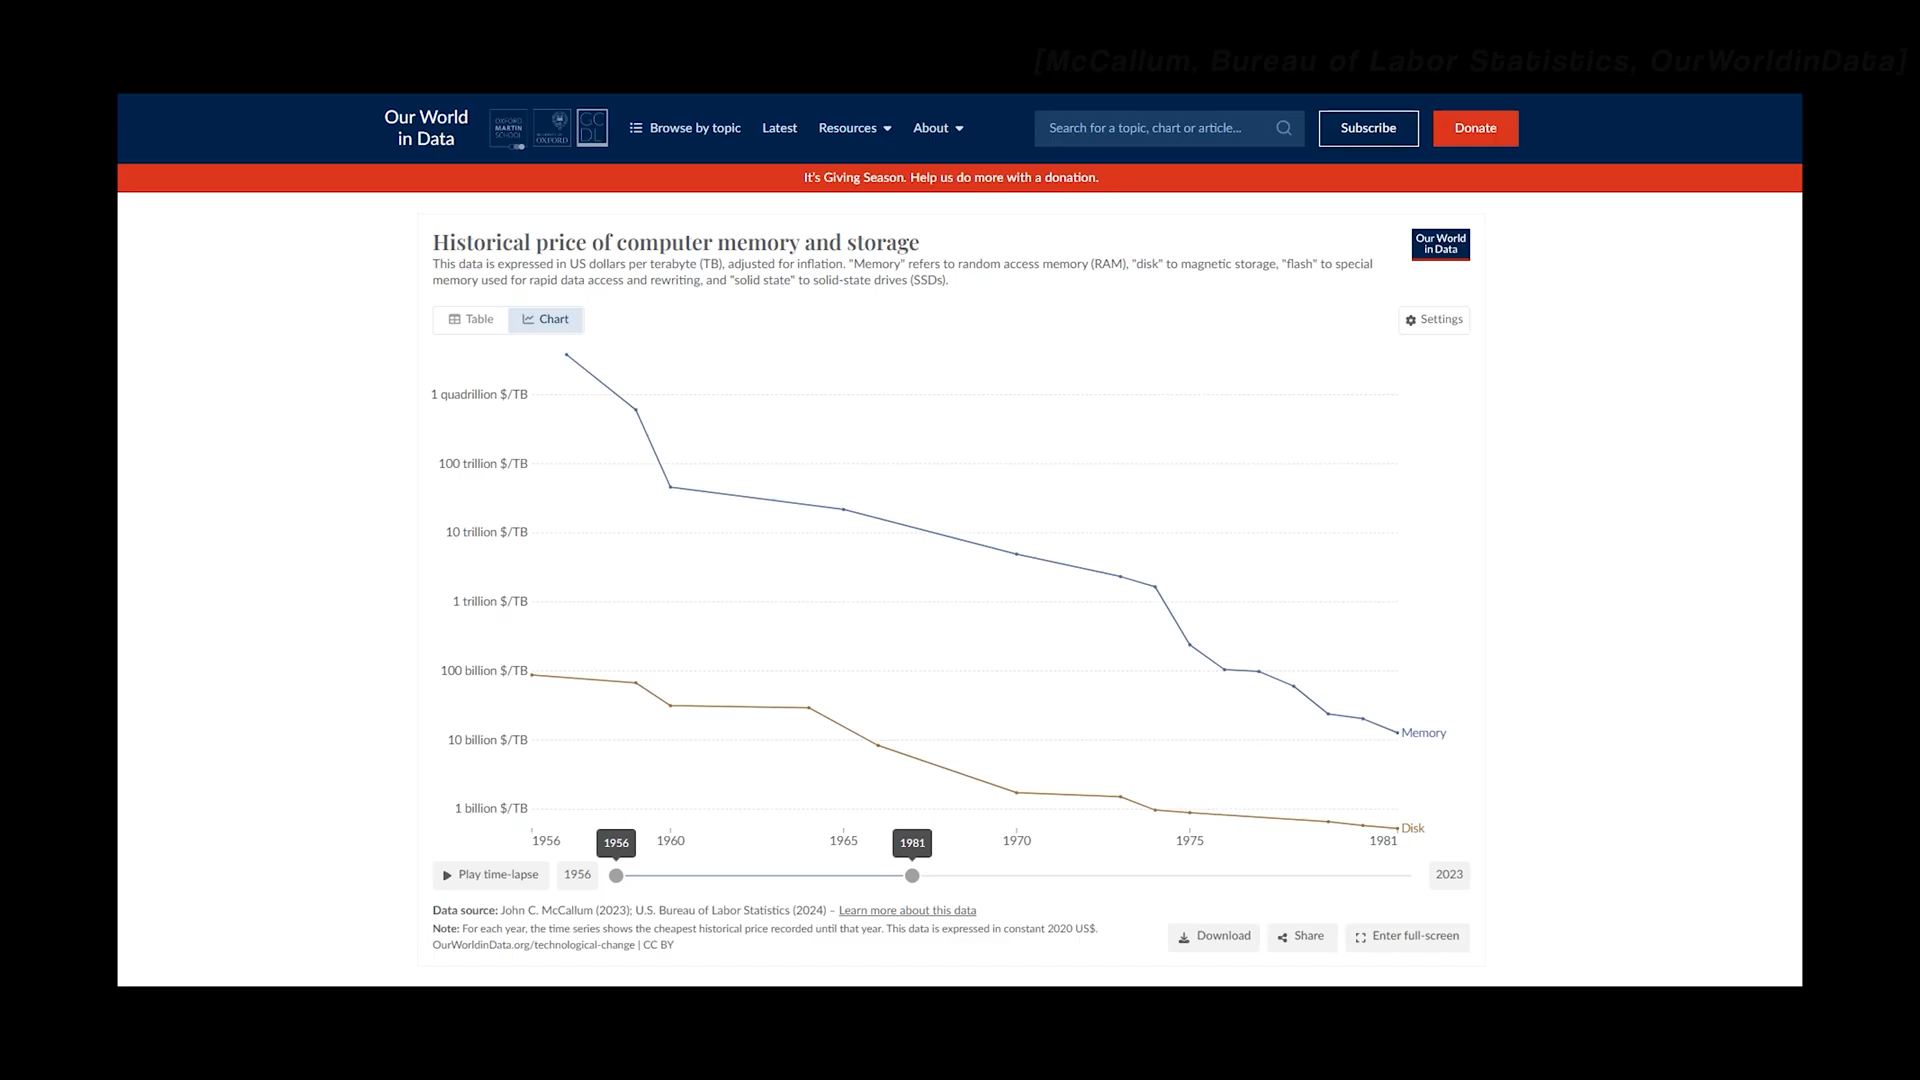 [McCallum, Bureau of Labor Statistics, OurWorldinData]
Our World
in Data
OXFORD
MARTIN
SCHOOL
UNIVERSITY OF
OXFORD
GC
DL
Browse by topic
Latest
Resources
About
Search for a topic, chart or article...
Subscribe
Donate
It's Giving Season. Help us do more with a donation.
Historical price of computer memory and storage
This data is expressed in US dollars per terabyte (TB), adjusted for inflation. "Memory" refers to random access memory (RAM), "disk" to magnetic storage, "flash" to special
memory used for rapid data access and rewriting, and "solid state" to solid-state drives (SSDs).
Our World
in Data
Table
Chart
Settings
1 quadrillion $/TB
100 trillion $/TB
10 trillion $/TB
1 trillion $/TB
100 billion $/TB
10 billion $/TB
1 billion $/TB
Memory
Disk
1956
1960
1965
1970
1975
1981
1956
1981
Play time-lapse
1956
2023
Data source: John C. McCallum (2023); U.S. Bureau of Labor Statistics (2024) – Learn more about this data
Note: For each year, the time series shows the cheapest historical price recorded until that year. This data is expressed in constant 2020 US$.
OurWorldinData.org/technological-change | CC BY
Download
Share
Enter full-screen